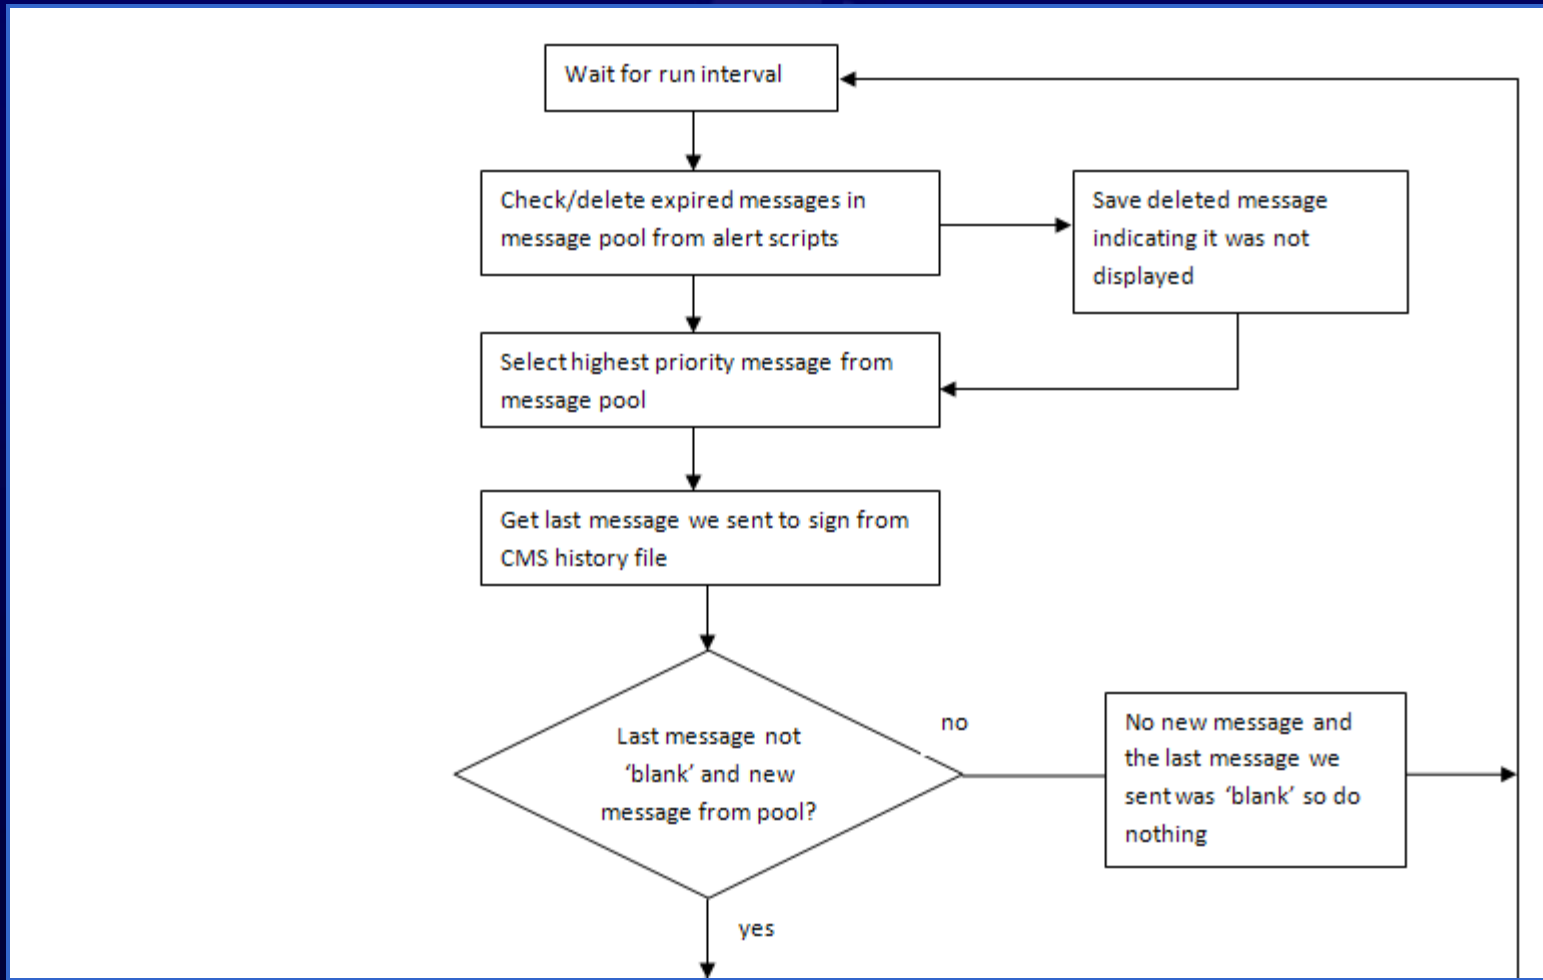 Wait for run interval
Check/delete expired messages in
message pool from alert scripts
Save deleted message
indicating it was not
displayed
Select highest priority message from
message pool
Get last message we sent to sign from
CMS history file
Last message not
‘blank’ and new
message from pool?
no
No new message and
the last message we
sent was ‘blank’ so do
nothing
yes